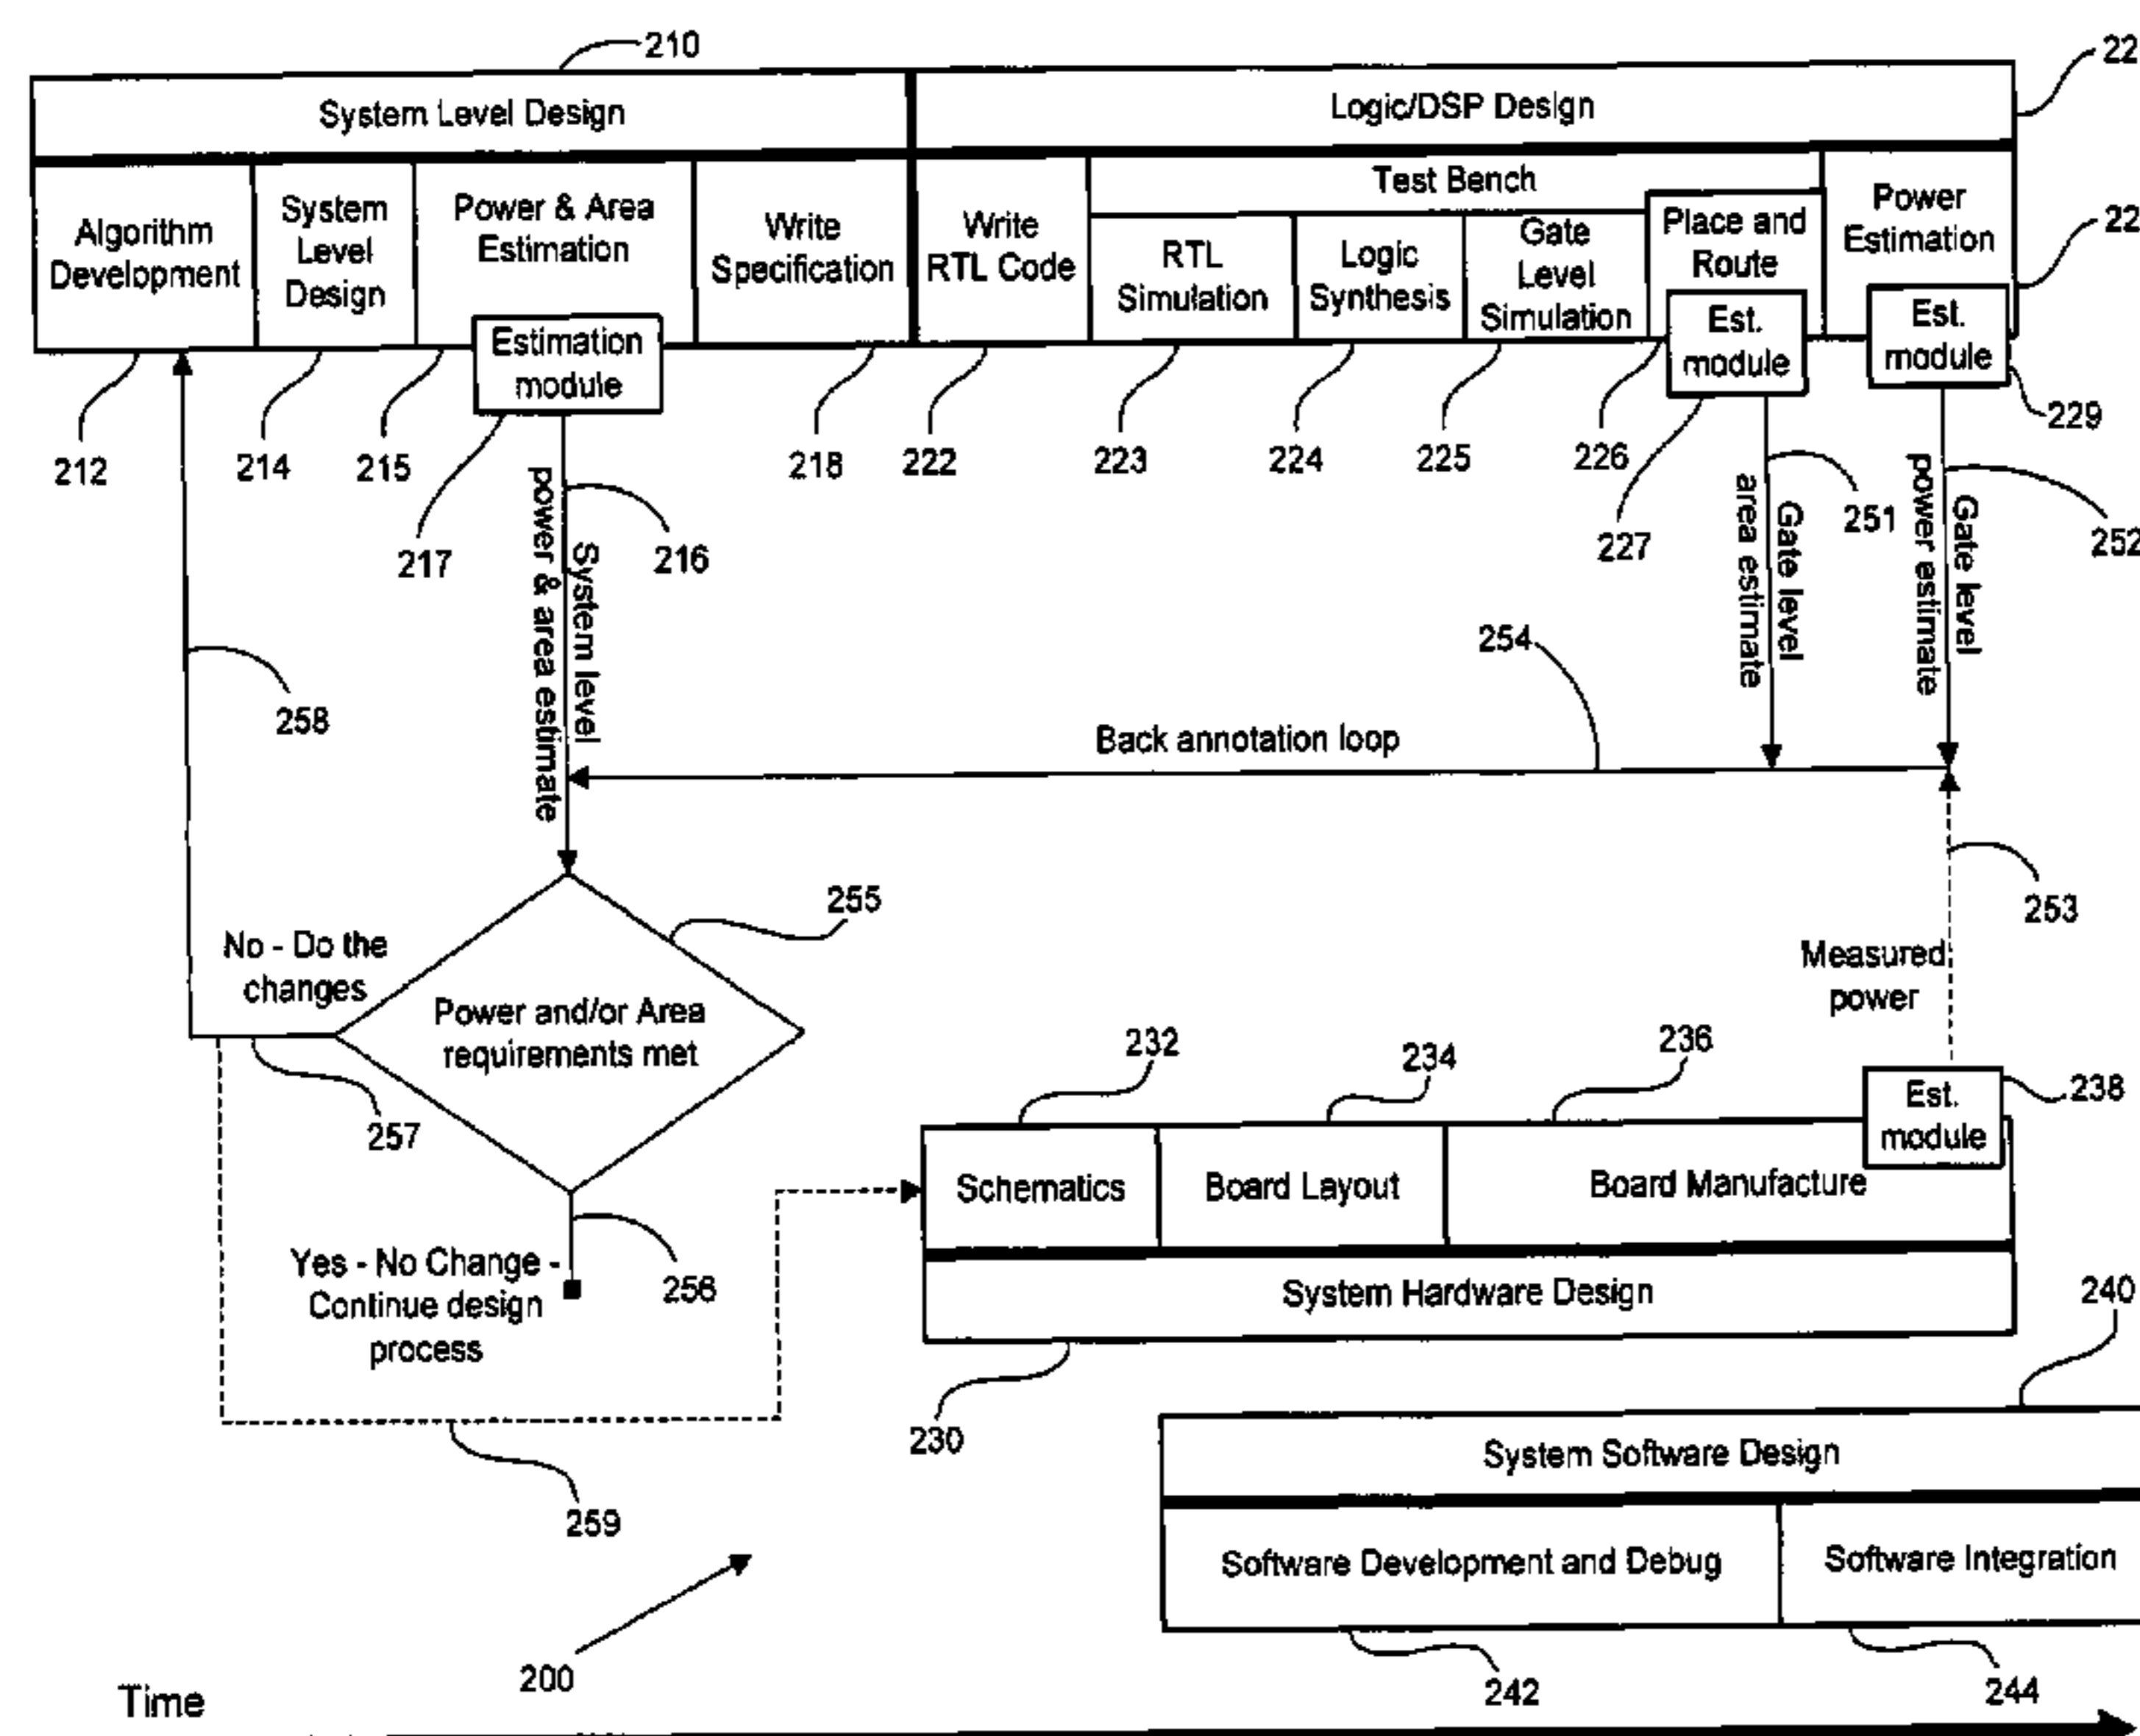 210
22
System Level Design
Logic/DSP Design
Algorithm
Development
System
Level
Design
Power & Area
Estimation
Write
Specification
Write
RTL Code
Test Bench
RTL
Simulation
Logic
Synthesis
Gate
Level
Simulation
Place and
Route
Power
Estimation
22
Estimation
module
Est.
module
Est.
module
229
212
214
215
218
222
223
224
225
226
217
216
227
251
252
System level
power & area estimate
Gate level
area estimate
Gate level
power estimate
258
254
Back annotation loop
255
253
No - Do the
changes
Measured
power
Power and/or Area
requirements met
257
232
234
236
Est.
module
238
Schematics
Board Layout
Board Manufacture
Yes - No Change -
Continue design
process
256
System Hardware Design
230
240
259
System Software Design
Software Development and Debug
Software Integration
200
242
244
Time